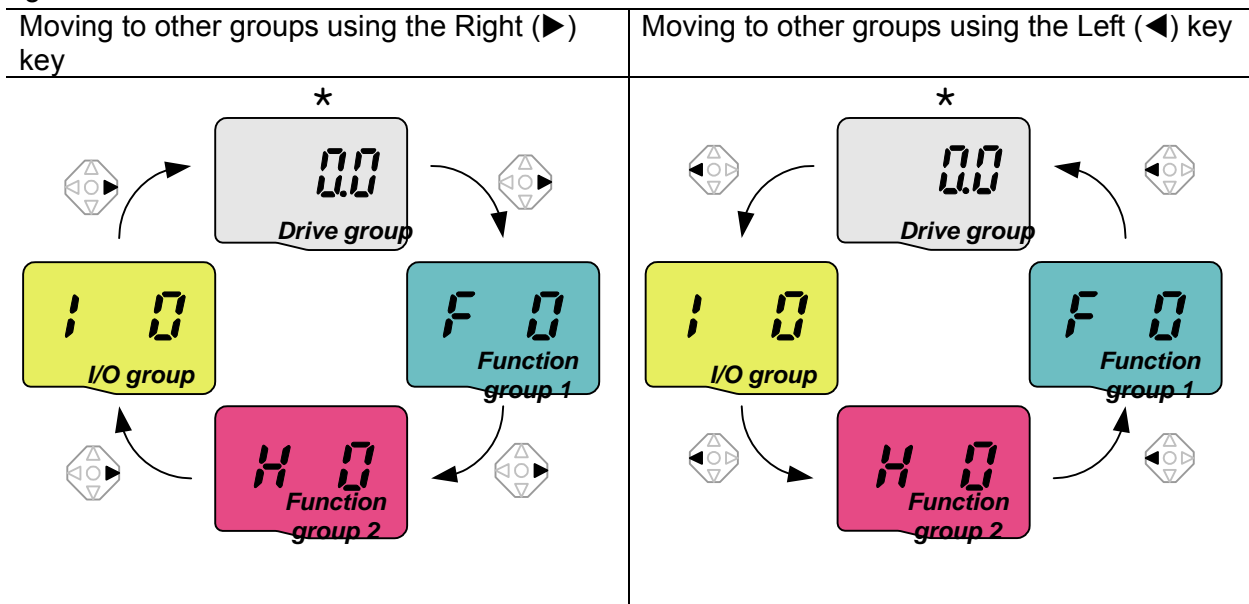 Moving to other groups using the Right (▶)
key
*
0.0
Drive group
I 0
I/O group
F 0
Function
group 1
H 0
Function
group 2
Moving to other groups using the Left (◀) key
*
0.0
Drive group
I 0
I/O group
F 0
Function
group 1
H 0
Function
group 2